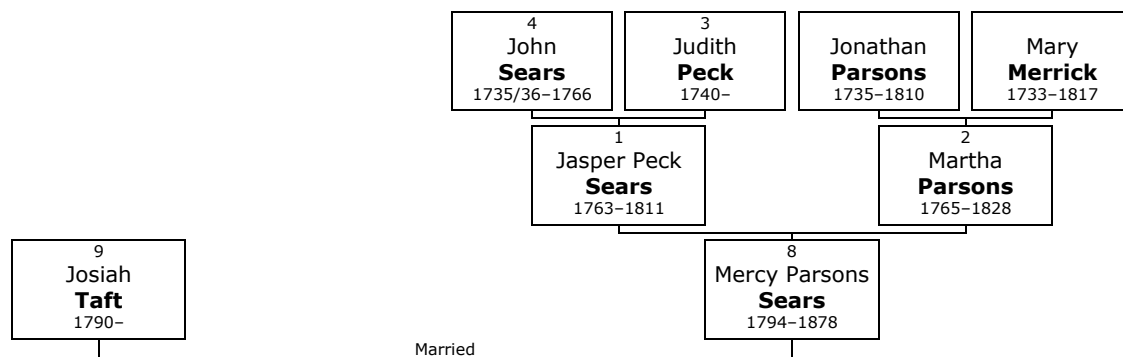 4
John
Sears
1735/36–1766
3
Judith
Peck
1740–
Jonathan
Parsons
1735–1810
Mary
Merrick
1733–1817
1
Jasper Peck
Sears
1763–1811
2
Martha
Parsons
1765–1828
9
Josiah
Taft
1790–
8
Mercy Parsons
Sears
1794–1878
Married